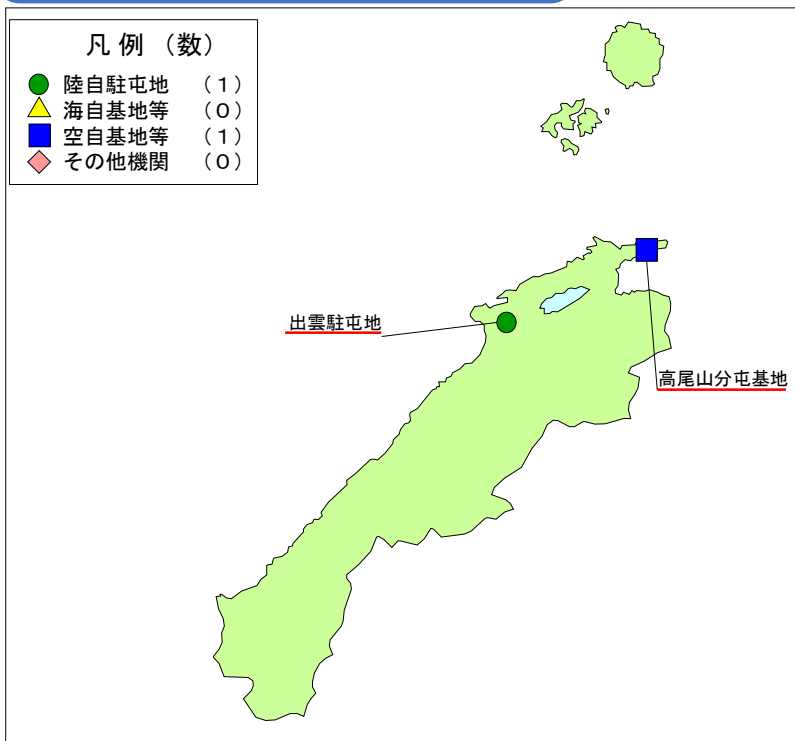 凡例（数）
陸自駐屯地　（１）
海自基地等　（０）
空自基地等　（１）
その他機関　（０）
出雲駐屯地
高尾山分屯基地